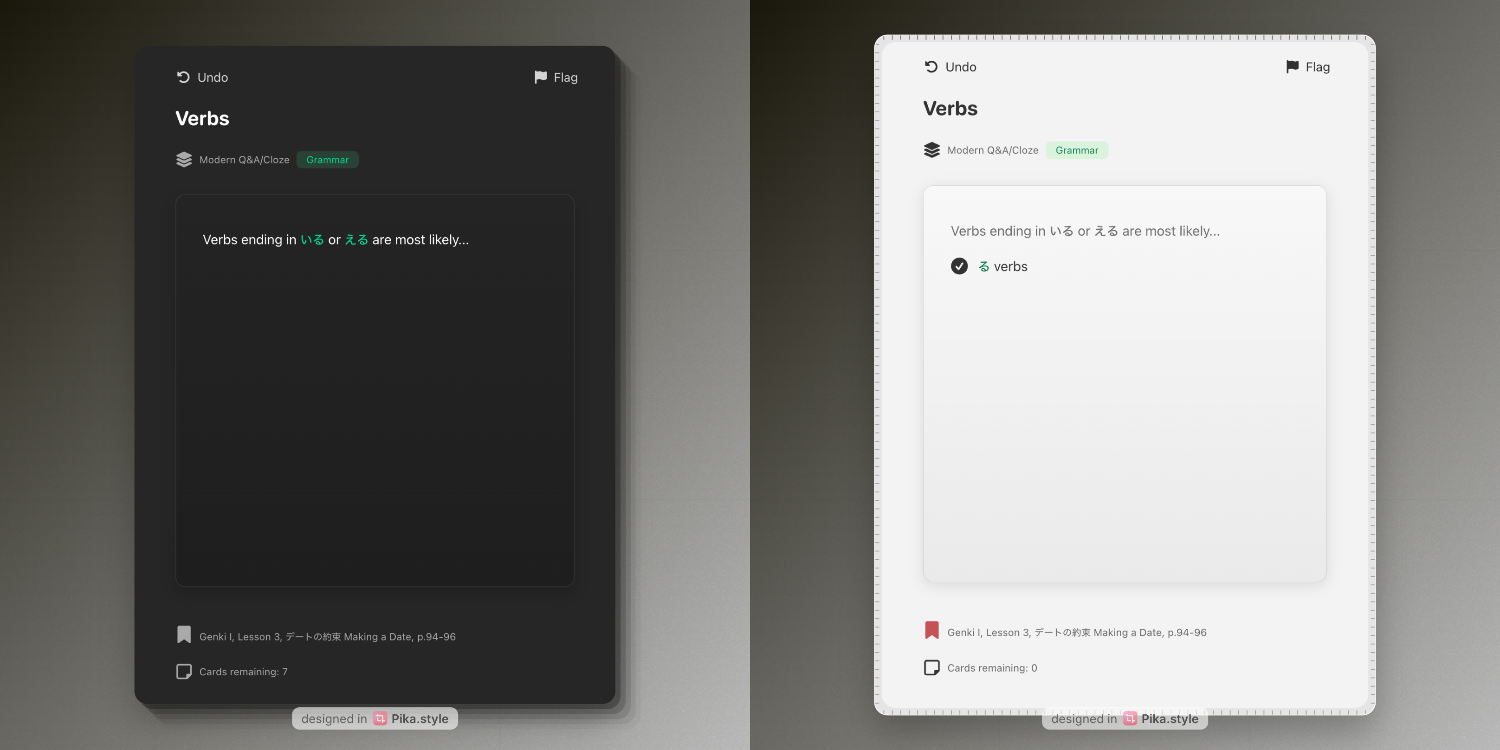 Undo
Flag
Verbs
Modern Q&A/Cloze
Grammar
Verbs ending in いる or える are most likely...
Genki I, Lesson 3, デートの約束 Making a Date, p.94-96
Cards remaining: 7
designed in Pika.style
Undo
Flag
Verbs
Modern Q&A/Cloze
Grammar
Verbs ending in いる or える are most likely...
る verbs
Genki I, Lesson 3, デートの約束 Making a Date, p.94-96
Cards remaining: 0
designed in Pika.style